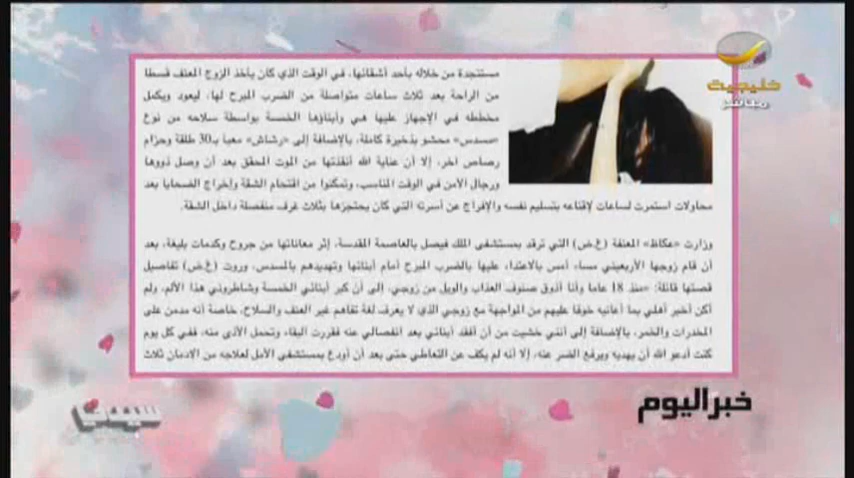 خليجية
مباشر
مستنجدة من خلاله بأحد أشقائها، في الوقت الذي كان يأخذ الزوج المعنف قسطا
من الراحة بعد ثلاث ساعات متواصلة من الضرب المبرح لها، ليعود ويكمل
مخططه في الإجهاز عليها هي وأبناؤها الخمسة بواسطة سلاحه من نوع
«مسدس» محشو بذخيرة كاملة، بالإضافة إلى «رشاش» معبأ بـ30 طلقة وحزام
رصاص آخر، إلا أن عناية الله أنقذتها من الموت المحقق بعد أن وصل ذووها
ورجال الأمن في الوقت المناسب، وتمكنوا من اقتحام الشقة وإخراج الضحايا بعد
محاولات استمرت لساعات لإقناعه بتسليم نفسه والإفراج عن أسرته التي كان يحتجزها بثلاث غرف منفصلة داخل الشقة.
وزارت «عكاظ» المعنفة (ع.ض) التي ترقد بمستشفى الملك فيصل بالعاصمة المقدسة، إثر معاناتها من جروح وكدمات بليغة، بعد
أن قام زوجها الأربعيني مساء أمس بالاعتداء عليها بالضرب المبرح أمام أبنائها وتهديدهم بالمسدس، وروت (ع.ض) تفاصيل
قصتها قائلة: «منذ 18 عاما وأنا أذوق صنوف العذاب والويل من زوجي، إلى أن كبر أبنائي الخمسة وشاطروني هذا الألم، ولم
أكن أخبر أهلي بما أعانيه خوفا عليهم من المواجهة مع زوجي الذي لا يعرف لغة تفاهم غير العنف والسلاح، خاصة أنه مدمن على
المخدرات والخمر، بالإضافة إلى أنني خشيت من أن أفقد أبنائي بعد انفصالي عنه فقررت البقاء وتحمل الأذى منه، ففي كل يوم
كنت أدعو الله أن يهديه ويرفع الضر عنه، إلا أنه لم يكف عن التعاطي حتى بعد أن أودع بمستشفى الأمل لعلاجه من الإدمان ثلاث
خبر اليوم